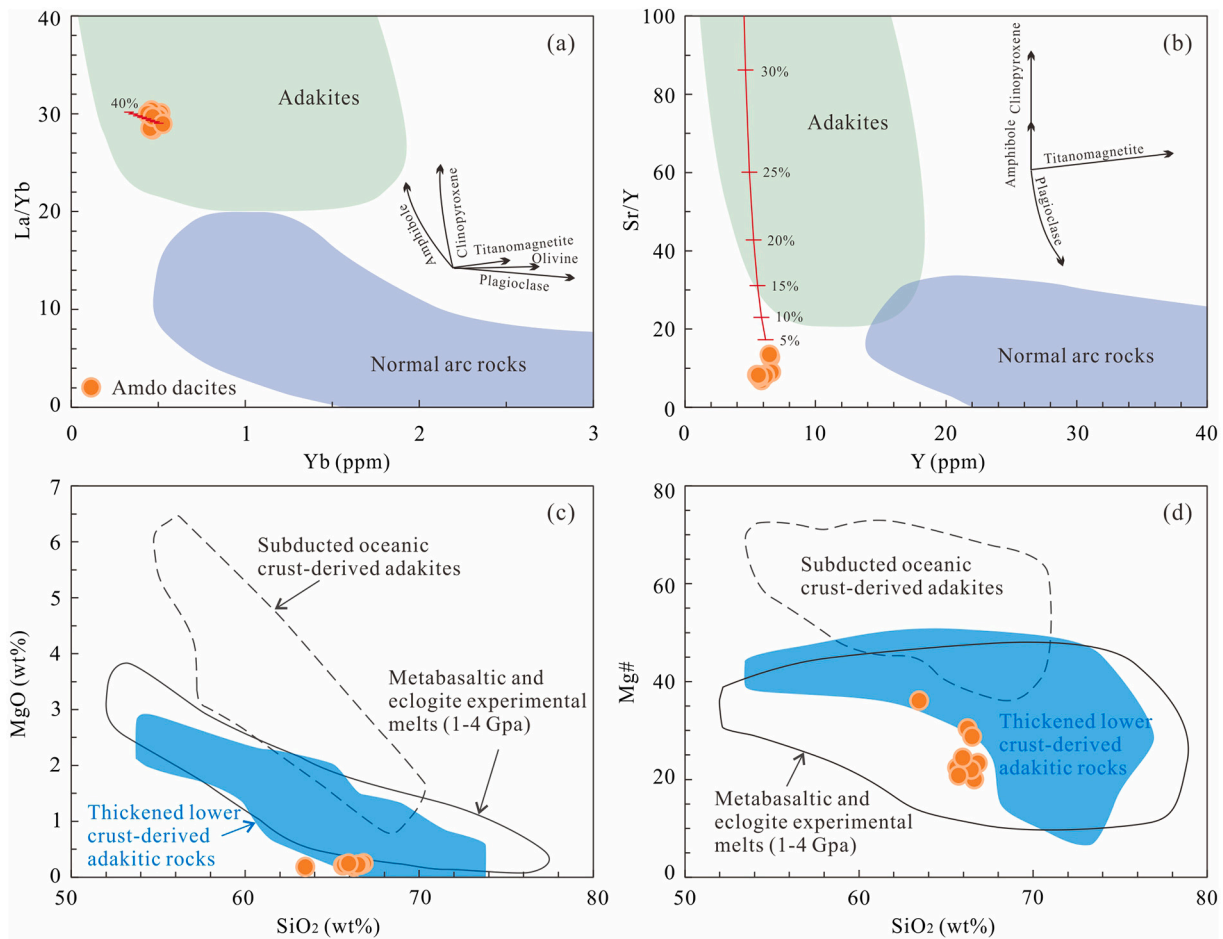 (a)
40
30
20
10
0
La/Yb
40%
Adakites
Amphibole
Clinopyroxene
Titanomagnetite
Olivine
Plagioclase
Normal arc rocks
Amdo dacites
0
1
2
3
Yb (ppm)
(b)
100
80
60
40
20
0
Sr/Y
30%
25%
20%
15%
10%
5%
Adakites
Amphibole
Clinopyroxene
Titanomagnetite
Plagioclase
Normal arc rocks
0
10
20
30
40
Y (ppm)
(c)
7
6
5
4
3
2
1
0
MgO (wt%)
Subducted oceanic
crust-derived adakites
Metabasaltic and
eclogite experimental
melts (1-4 Gpa)
Thickened lower
crust-derived
adakitic rocks
50
60
70
80
SiO₂ (wt%)
(d)
80
60
40
20
0
Mg#
Subducted oceanic
crust-derived adakites
Thickened lower
crust-derived
adakitic rocks
Metabasaltic and
eclogite experimental
melts (1-4 Gpa)
50
60
70
80
SiO₂ (wt%)